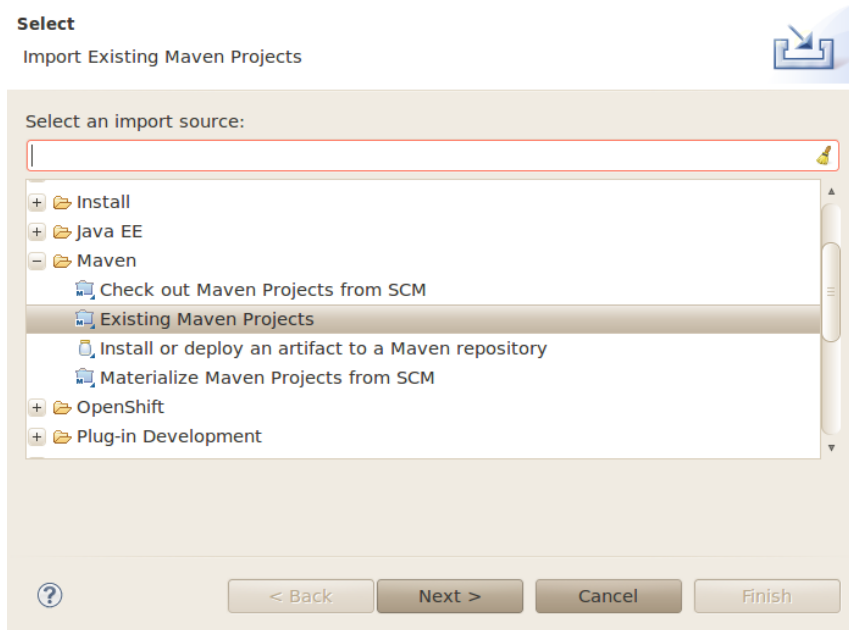 Select
Import Existing Maven Projects
Select an import source:
Install
Java EE
Maven
Check out Maven Projects from SCM
Existing Maven Projects
Install or deploy an artifact to a Maven repository
Materialize Maven Projects from SCM
OpenShift
Plug-in Development
? < Back Next > Cancel Finish